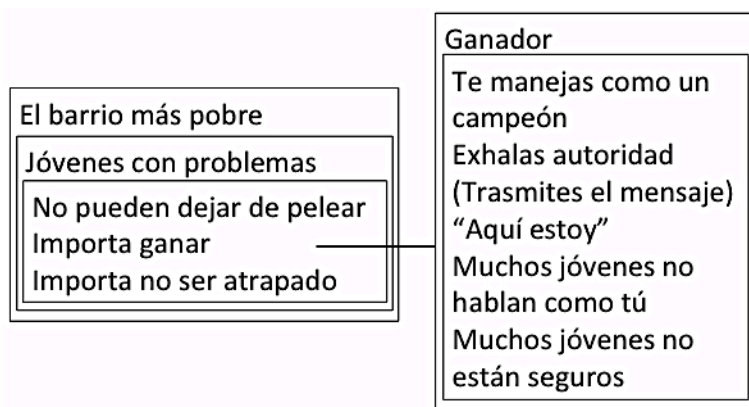 El barrio más pobre
Jóvenes con problemas
No pueden dejar de pelear
Importa ganar
Importa no ser atrapado
Ganador
Te manejas como un
campeón
Exhalas autoridad
(Trasmites el mensaje)
“Aquí estoy”
Muchos jóvenes no
hablan como tú
Muchos jóvenes no
están seguros